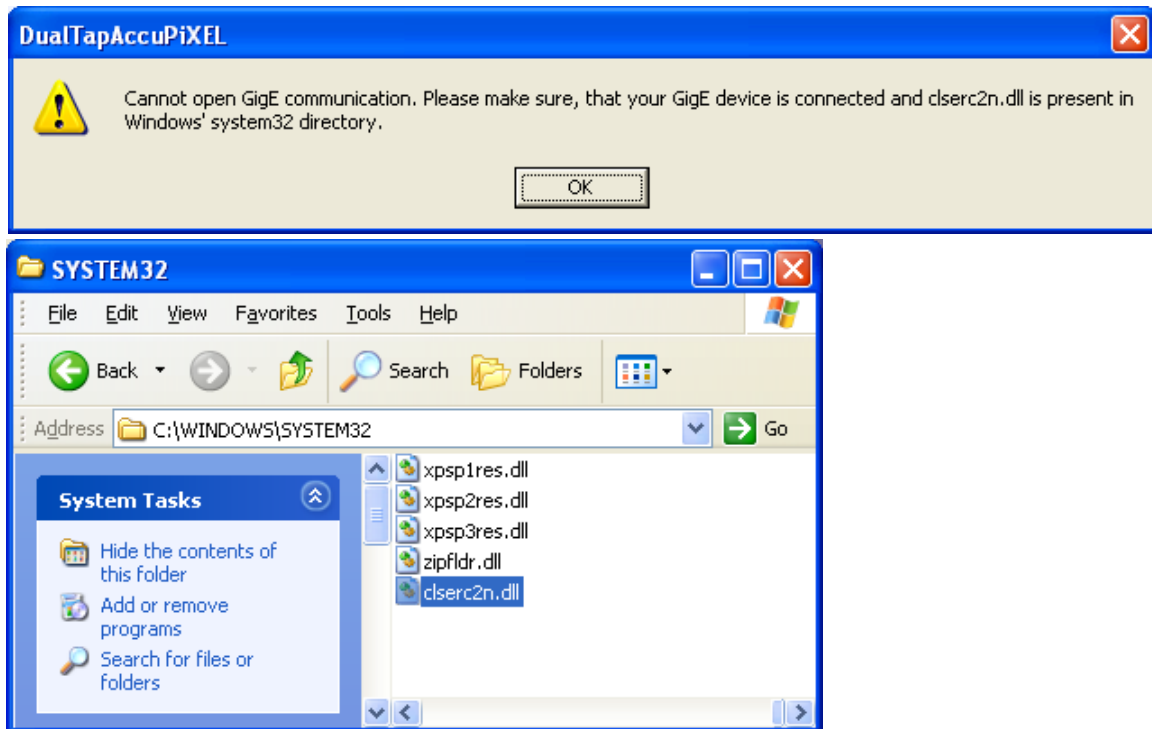 DualTapAccuPiXEL
Cannot open GigE communication. Please make sure, that your GigE device is connected and clserc2n.dll is present in
Windows' system32 directory.
OK
SYSTEM32
File Edit View Favorites Tools Help
Back Search Folders
Address C:\WINDOWS\SYSTEM32 Go
System Tasks
Hide the contents of
this folder
Add or remove
programs
Search for files or
folders
xpsp1res.dll
xpsp2res.dll
xpsp3res.dll
zipfldr.dll
clserc2n.dll